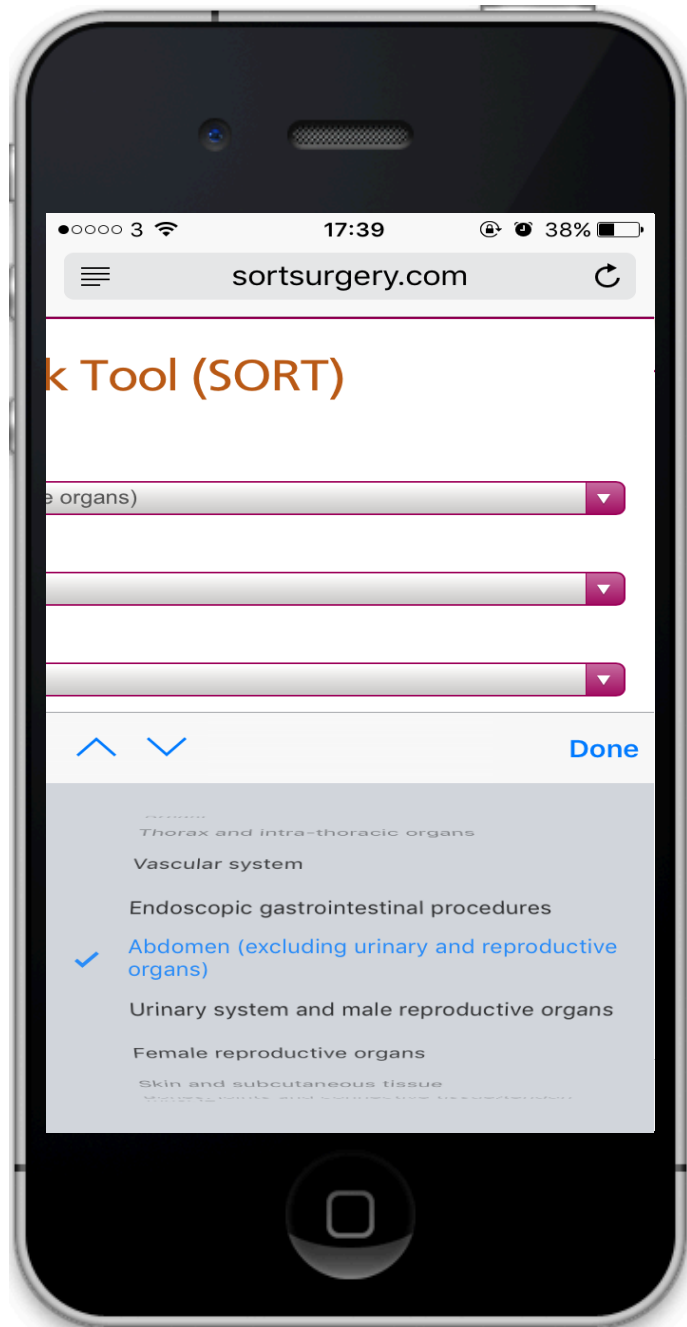 3 17:39 38%
sortsurgery.com
k Tool (SORT)
e organs)
Done
Thorax and intra-thoracic organs
Vascular system
Endoscopic gastrointestinal procedures
Abdomen (excluding urinary and reproductive
organs)
Urinary system and male reproductive organs
Female reproductive organs
Skin and subcutaneous tissue